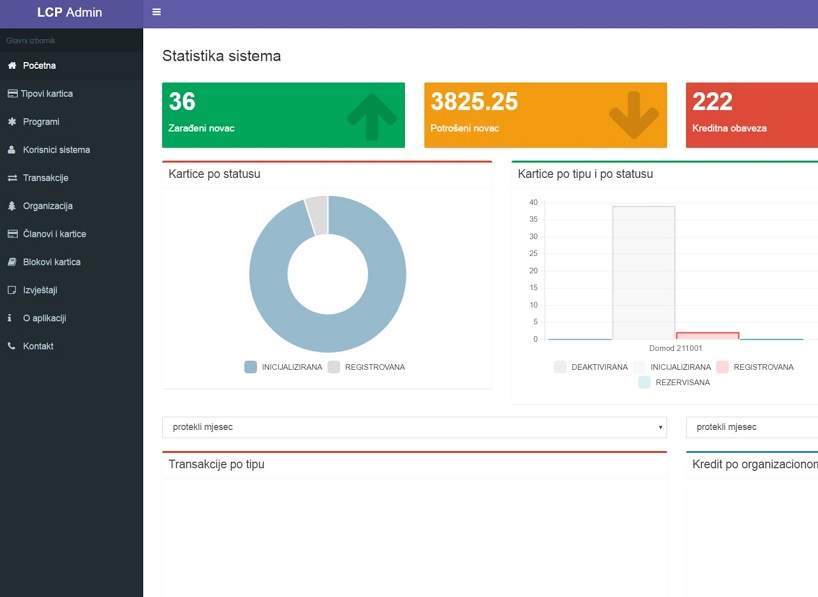 LCP Admin
Glavni izbornik
Početna
Tipovi kartica
Programi
Korisnici sistema
Transakcije
Organizacija
Članovi i kartice
Blokovi kartica
Izvještaji
O aplikaciji
Kontakt
Statistika sistema
36
Zarađeni novac
3825.25
Potrošeni novac
222
Kreditna obaveza
Kartice po statusu
INICIJALIZIRANA REGISTROVANA
Kartice po tipu i po statusu
40
35
30
25
20
15
10
5
0
Domod 211001
DEAKTIVIRANA INICIJALIZIRANA REGISTROVANA
REZERVISANA
protekli mjesec
protekli mjesec
Transakcije po tipu
Kredit po organizacionom